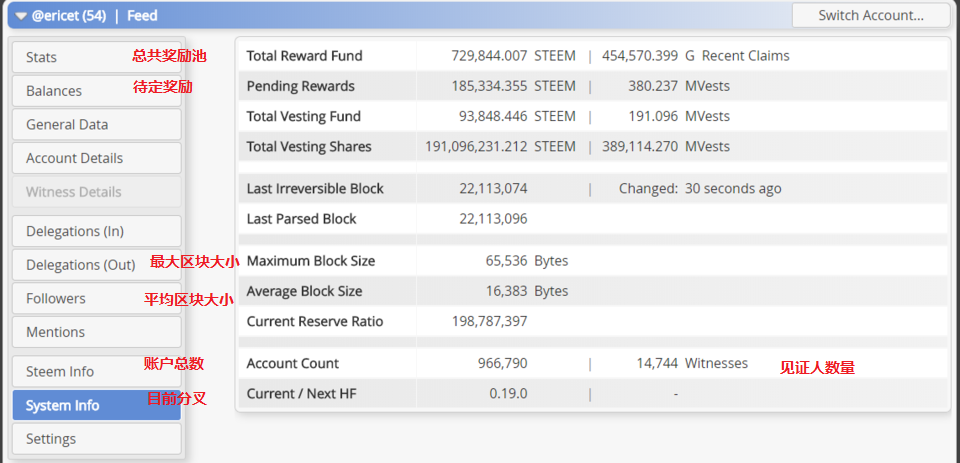 @ericet (54) | Feed
Switch Account...
Stats
总共奖励池
Balances
待定奖励
General Data
Account Details
Witness Details
Delegations (In)
Delegations (Out)
最大区块大小
Followers
平均区块大小
Mentions
Steem Info
账户总数
System Info
目前分叉
Settings
Total Reward Fund 729,844.007 STEEM | 454,570.399 G Recent Claims
Pending Rewards 185,334.355 STEEM | 380.237 MVests
Total Vesting Fund 93,848.446 STEEM | 191.096 MVests
Total Vesting Shares 191,096,231.212 STEEM | 389,114.270 MVests
Last Irreversible Block 22,113,074 | Changed: 30 seconds ago
Last Parsed Block 22,113,096
Maximum Block Size 65,536 Bytes
Average Block Size 16,383 Bytes
Current Reserve Ratio 198,787,397
Account Count 966,790 | 14,744 Witnesses 见证人数量
Current / Next HF 0.19.0 | -